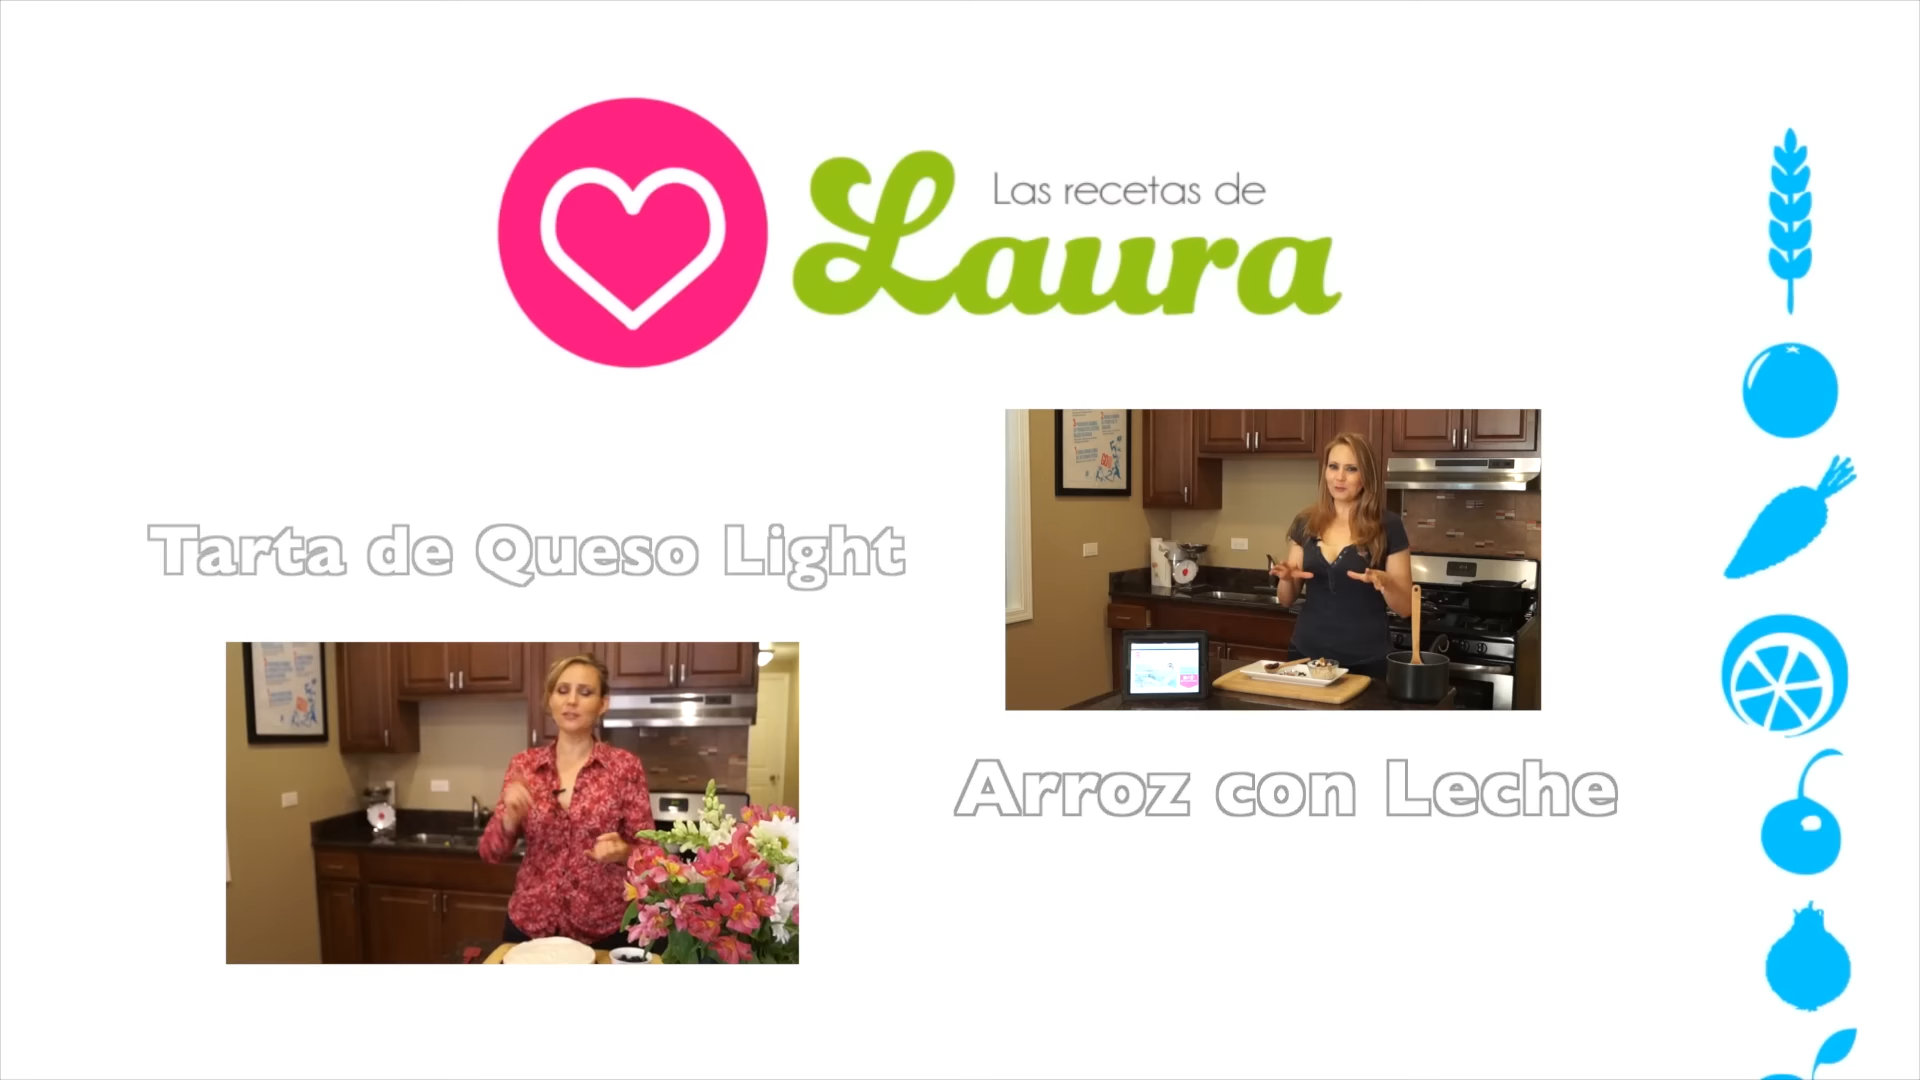 Las recetas de
Laura
Tarta de Queso Light
Arroz con Leche